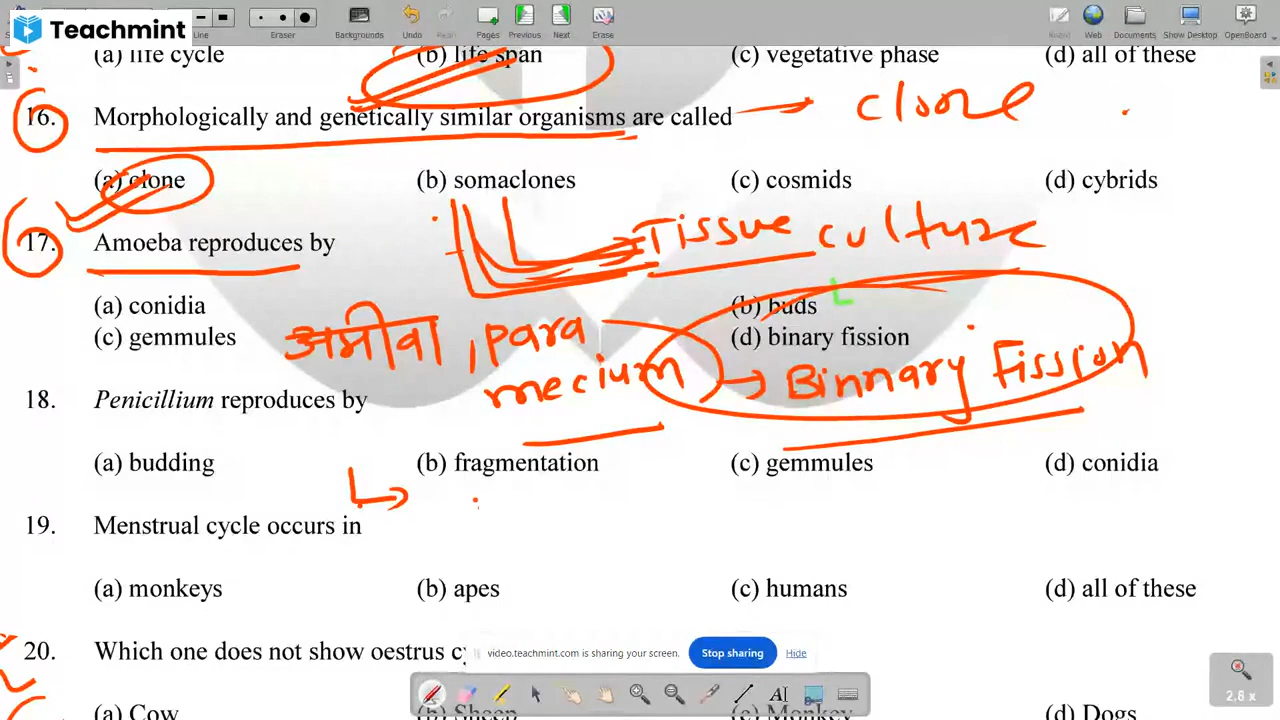 Teachmint
Line
Eraser
Backgrounds
Undo
Pages
Previous
Next
Erase
Web
Documents
Show Desktop
OpenBoard
(a) life cycle (b) life span (c) vegetative phase (d) all of these
16. Morphologically and genetically similar organisms are called → clone
(a) clone (b) somaclones (c) cosmids (d) cybrids
17. Amoeba reproduces by
Tissue culture
(a) conidia (b) buds
(c) gemmules (d) binary fission
अमीवा, para
mecium → Binnary Fission
18. Penicillium reproduces by
(a) budding (b) fragmentation (c) gemmules (d) conidia
19. Menstrual cycle occurs in
(a) monkeys (b) apes (c) humans (d) all of these
20. Which one does not show oestrus cy
video.teachmint.com is sharing your screen. Stop sharing Hide
(a) Cow (b) Sheep (c) Monkey (d) Dogs
2.8 x